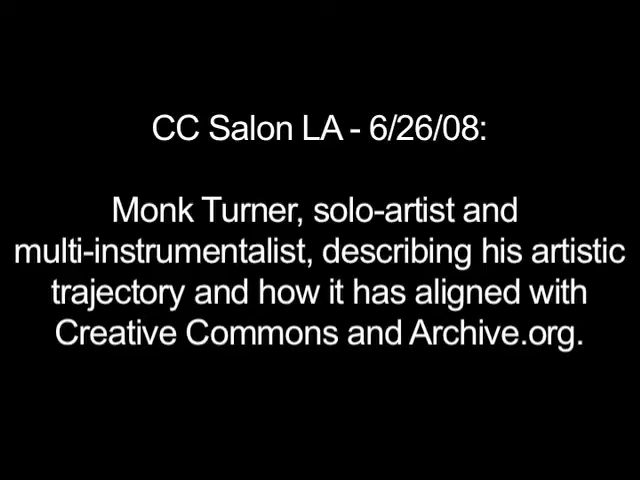 CC Salon LA - 6/26/08:
Monk Turner, solo-artist and
multi-instrumentalist, describing his artistic
trajectory and how it has aligned with
Creative Commons and Archive.org.